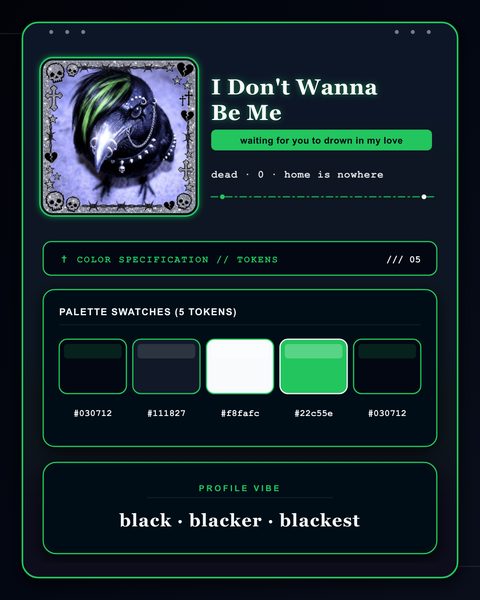 I Don't Wanna
Be Me
waiting for you to drown in my love
dead · 0 · home is nowhere
† COLOR SPECIFICATION // TOKENS /// 05
PALETTE SWATCHES (5 TOKENS)
#030712 #111827 #f8fafc #22c55e #030712
PROFILE VIBE
black · blacker · blackest